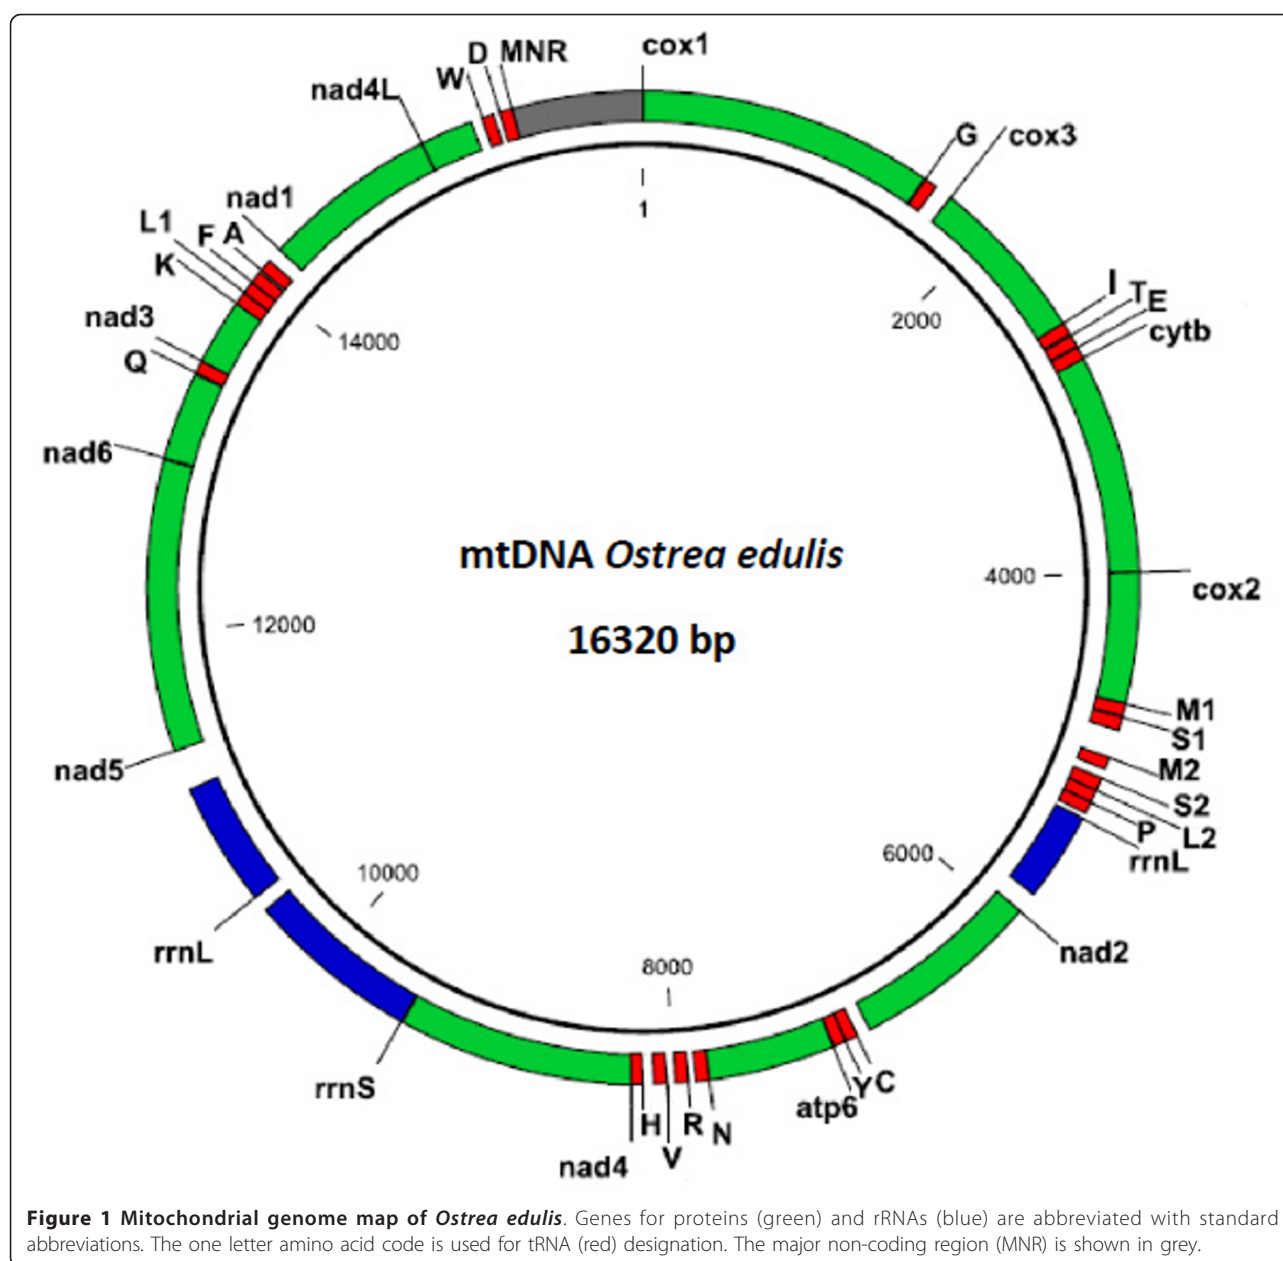 cox1
G
cox3
I
T
E
cytb
cox2
M1
S1
M2
S2
L2
P
rrnL
nad2
C
Y
atp6
N
R
V
H
nad4
rrnS
rrnL
nad5
nad6
Q
nad3
K
L1
F
A
nad1
nad4L
W
D
MNR
1
2000
4000
6000
8000
10000
12000
14000
mtDNA Ostrea edulis
16320 bp
Figure 1 Mitochondrial genome map of Ostrea edulis. Genes for proteins (green) and rRNAs (blue) are abbreviated with standard
abbreviations. The one letter amino acid code is used for tRNA (red) designation. The major non-coding region (MNR) is shown in grey.